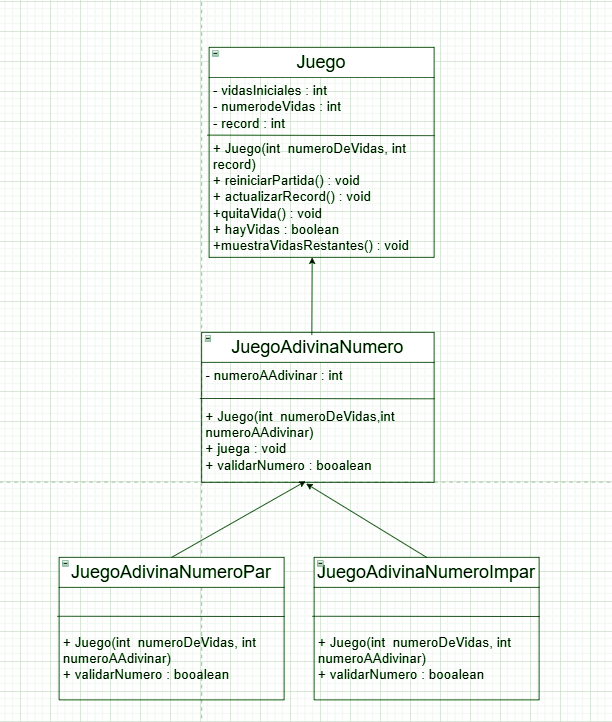 Juego
- vidasIniciales : int
- numerodeVidas : int
- record : int
+ Juego(int numeroDeVidas, int
record)
+ reiniciarPartida() : void
+ actualizarRecord() : void
+quitaVida() : void
+ hayVidas : boolean
+muestraVidasRestantes() : void
JuegoAdivinaNumero
- numeroAAdivinar : int
+ Juego(int numeroDeVidas,int
numeroAAdivinar)
+ juega : void
+ validarNumero : booalean
JuegoAdivinaNumeroPar
+ Juego(int numeroDeVidas, int
numeroAAdivinar)
+ validarNumero : booalean
JuegoAdivinaNumeroImpar
+ Juego(int numeroDeVidas, int
numeroAAdivinar)
+ validarNumero : booalean